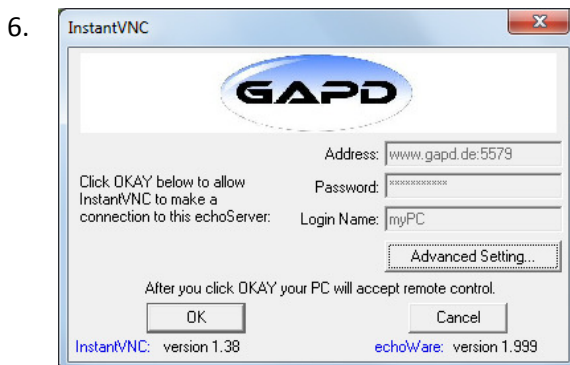 6.
InstantVNC
GAPD
Address: www.gapd.de:5579
Click OKAY below to allow
InstantVNC to make a
connection to this echoServer:
Password: ***********
Login Name: myPC
Advanced Setting...
After you click OKAY your PC will accept remote control.
OK
Cancel
InstantVNC: version 1.38
echoWare: version 1.999